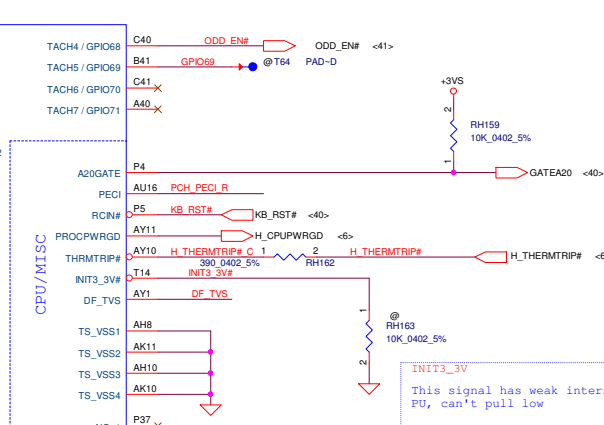 TACH4 / GPIO68 C40 ODD_EN# ODD_EN# <41>
TACH5 / GPIO69 B41 GPIO69 @ T64 PAD~D
TACH6 / GPIO70 C41
TACH7 / GPIO71 A40
+3VS
2
RH159
10K_0402_5%
1
A20GATE P4 GATEA20 <40>
PECI AU16 PCH_PECI_R
RCIN# P5 KB_RST# KB_RST# <40>
PROCPWRGD AY11 H_CPUPWRGD <6>
THRMTRIP# AY10 H_THERMTRIP#_C 1 2 H_THERMTRIP# H_THERMTRIP#
390_0402_5% RH162
INIT3_3V# T14 INIT3_3V#
DF_TVS AY1 DF_TVS
CPU/MISC
1
@
RH163
10K_0402_5%
2
TS_VSS1 AH8
TS_VSS2 AK11
TS_VSS3 AH10
TS_VSS4 AK10
INIT3_3V
This signal has weak
PU, can't pull low
P37